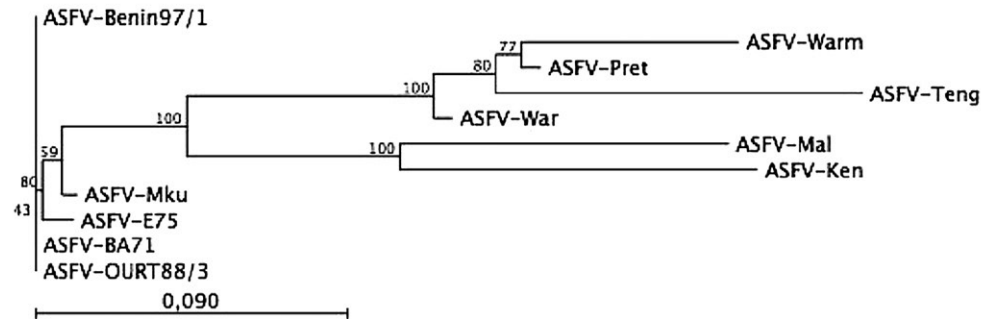 ASFV-Benin97/1
77
ASFV-Warm
80
ASFV-Pret
100
ASFV-Teng
100
ASFV-War
100
ASFV-Mal
59
ASFV-Ken
80
ASFV-Mku
43
ASFV-E75
ASFV-BA71
ASFV-OURT88/3
0,090